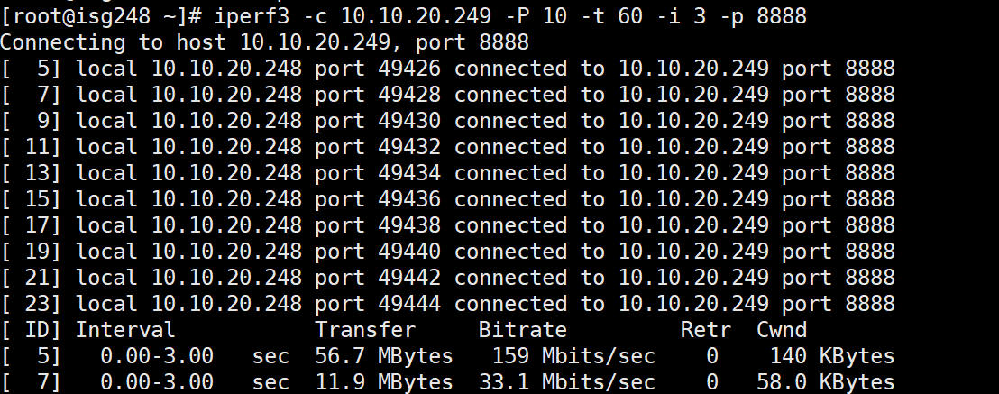 [root@isg248 ~]# iperf3 -c 10.10.20.249 -P 10 -t 60 -i 3 -p 8888
Connecting to host 10.10.20.249, port 8888
[  5] local 10.10.20.248 port 49426 connected to 10.10.20.249 port 8888
[  7] local 10.10.20.248 port 49428 connected to 10.10.20.249 port 8888
[  9] local 10.10.20.248 port 49430 connected to 10.10.20.249 port 8888
[ 11] local 10.10.20.248 port 49432 connected to 10.10.20.249 port 8888
[ 13] local 10.10.20.248 port 49434 connected to 10.10.20.249 port 8888
[ 15] local 10.10.20.248 port 49436 connected to 10.10.20.249 port 8888
[ 17] local 10.10.20.248 port 49438 connected to 10.10.20.249 port 8888
[ 19] local 10.10.20.248 port 49440 connected to 10.10.20.249 port 8888
[ 21] local 10.10.20.248 port 49442 connected to 10.10.20.249 port 8888
[ 23] local 10.10.20.248 port 49444 connected to 10.10.20.249 port 8888
[ ID] Interval           Transfer     Bitrate         Retr  Cwnd
[  5]   0.00-3.00   sec  56.7 MBytes   159 Mbits/sec    0    140 KBytes
[  7]   0.00-3.00   sec  11.9 MBytes  33.1 Mbits/sec    0   58.0 KBytes